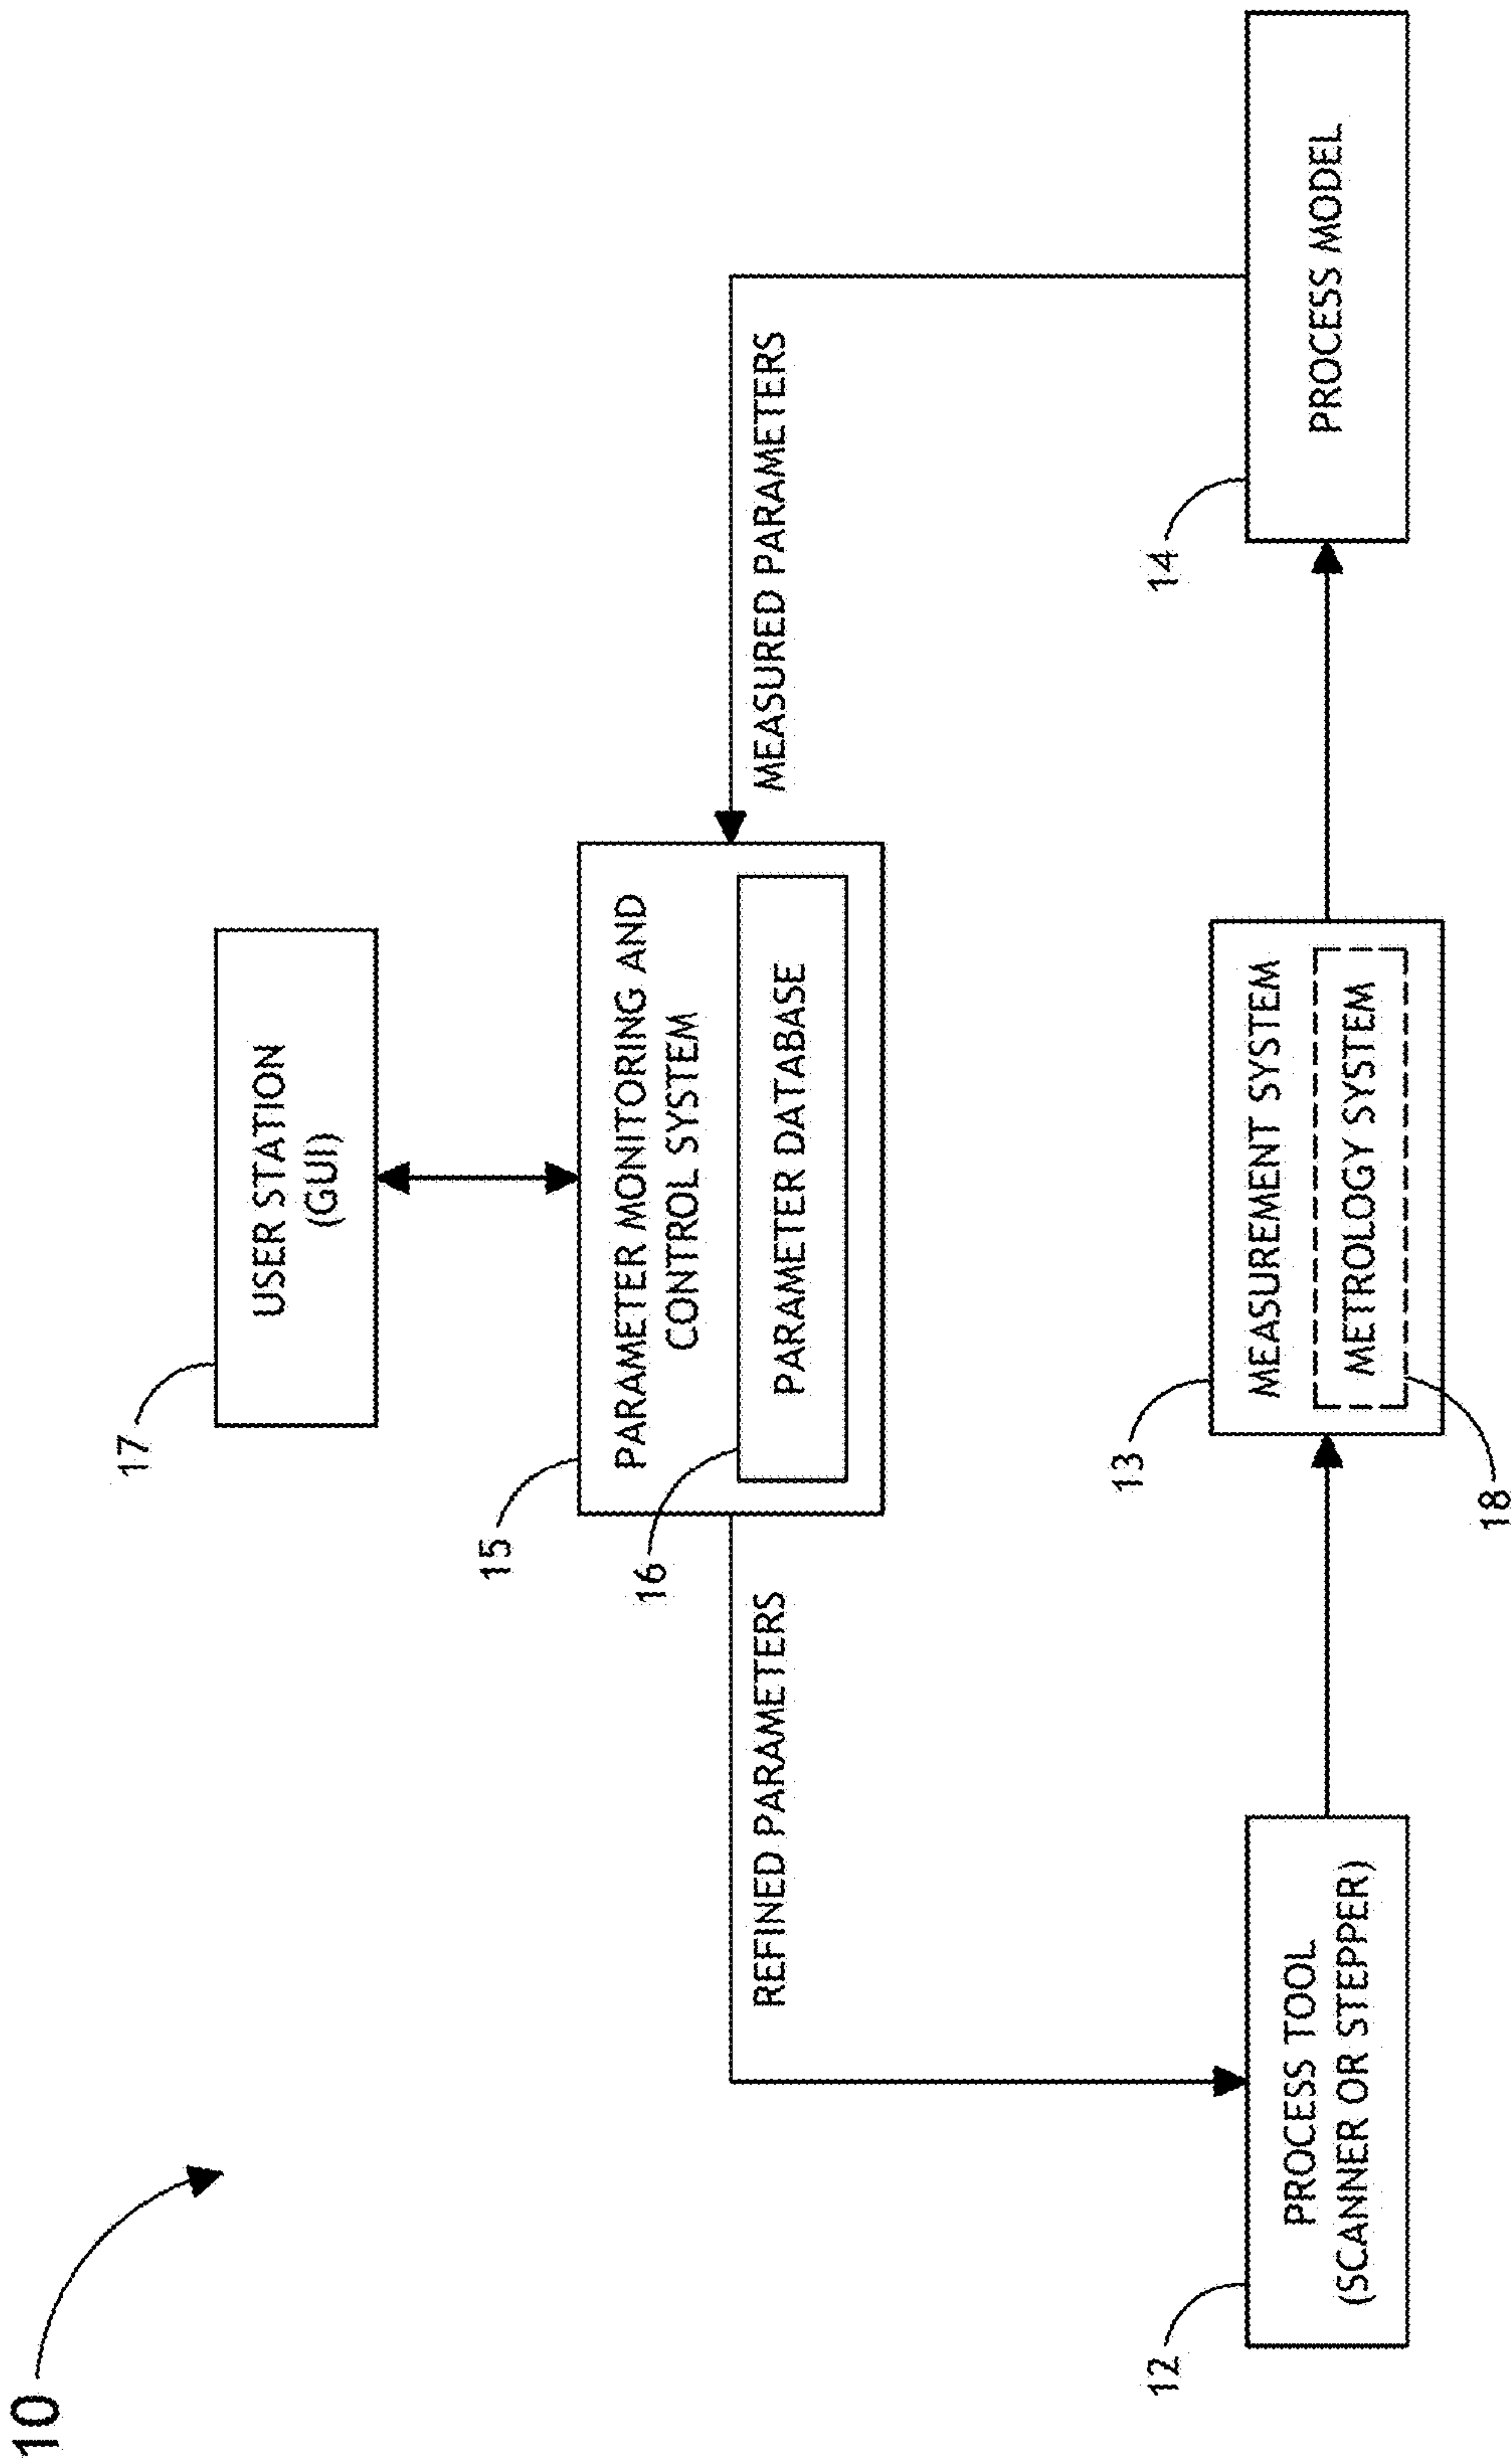 10
17
USER STATION
(GUI)
15
PARAMETER MONITORING AND
CONTROL SYSTEM
16
PARAMETER DATABASE
REFINED PARAMETERS
MEASURED PARAMETERS
12
PROCESS TOOL
(SCANNER OR STEPPER)
13
MEASUREMENT SYSTEM
METROLOGY SYSTEM
18
14
PROCESS MODEL